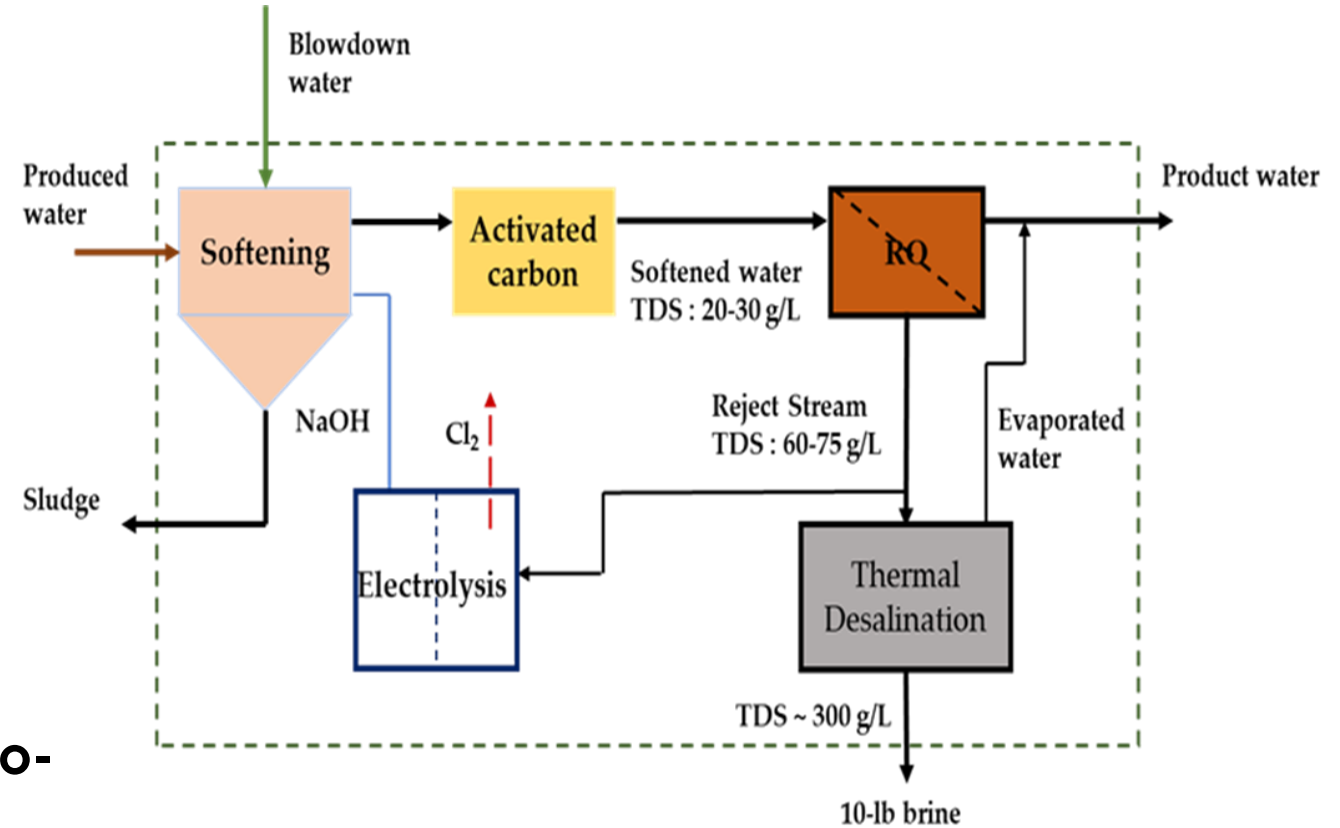 Blowdown
water
Produced
water
Product water
Softening
Activated
carbon
RO
Softened water
TDS : 20-30 g/L
NaOH
Cl₂
Reject Stream
TDS : 60-75 g/L
Evaporated
water
Sludge
Electrolysis
Thermal
Desalination
TDS ~ 300 g/L
O-
10-lb brine